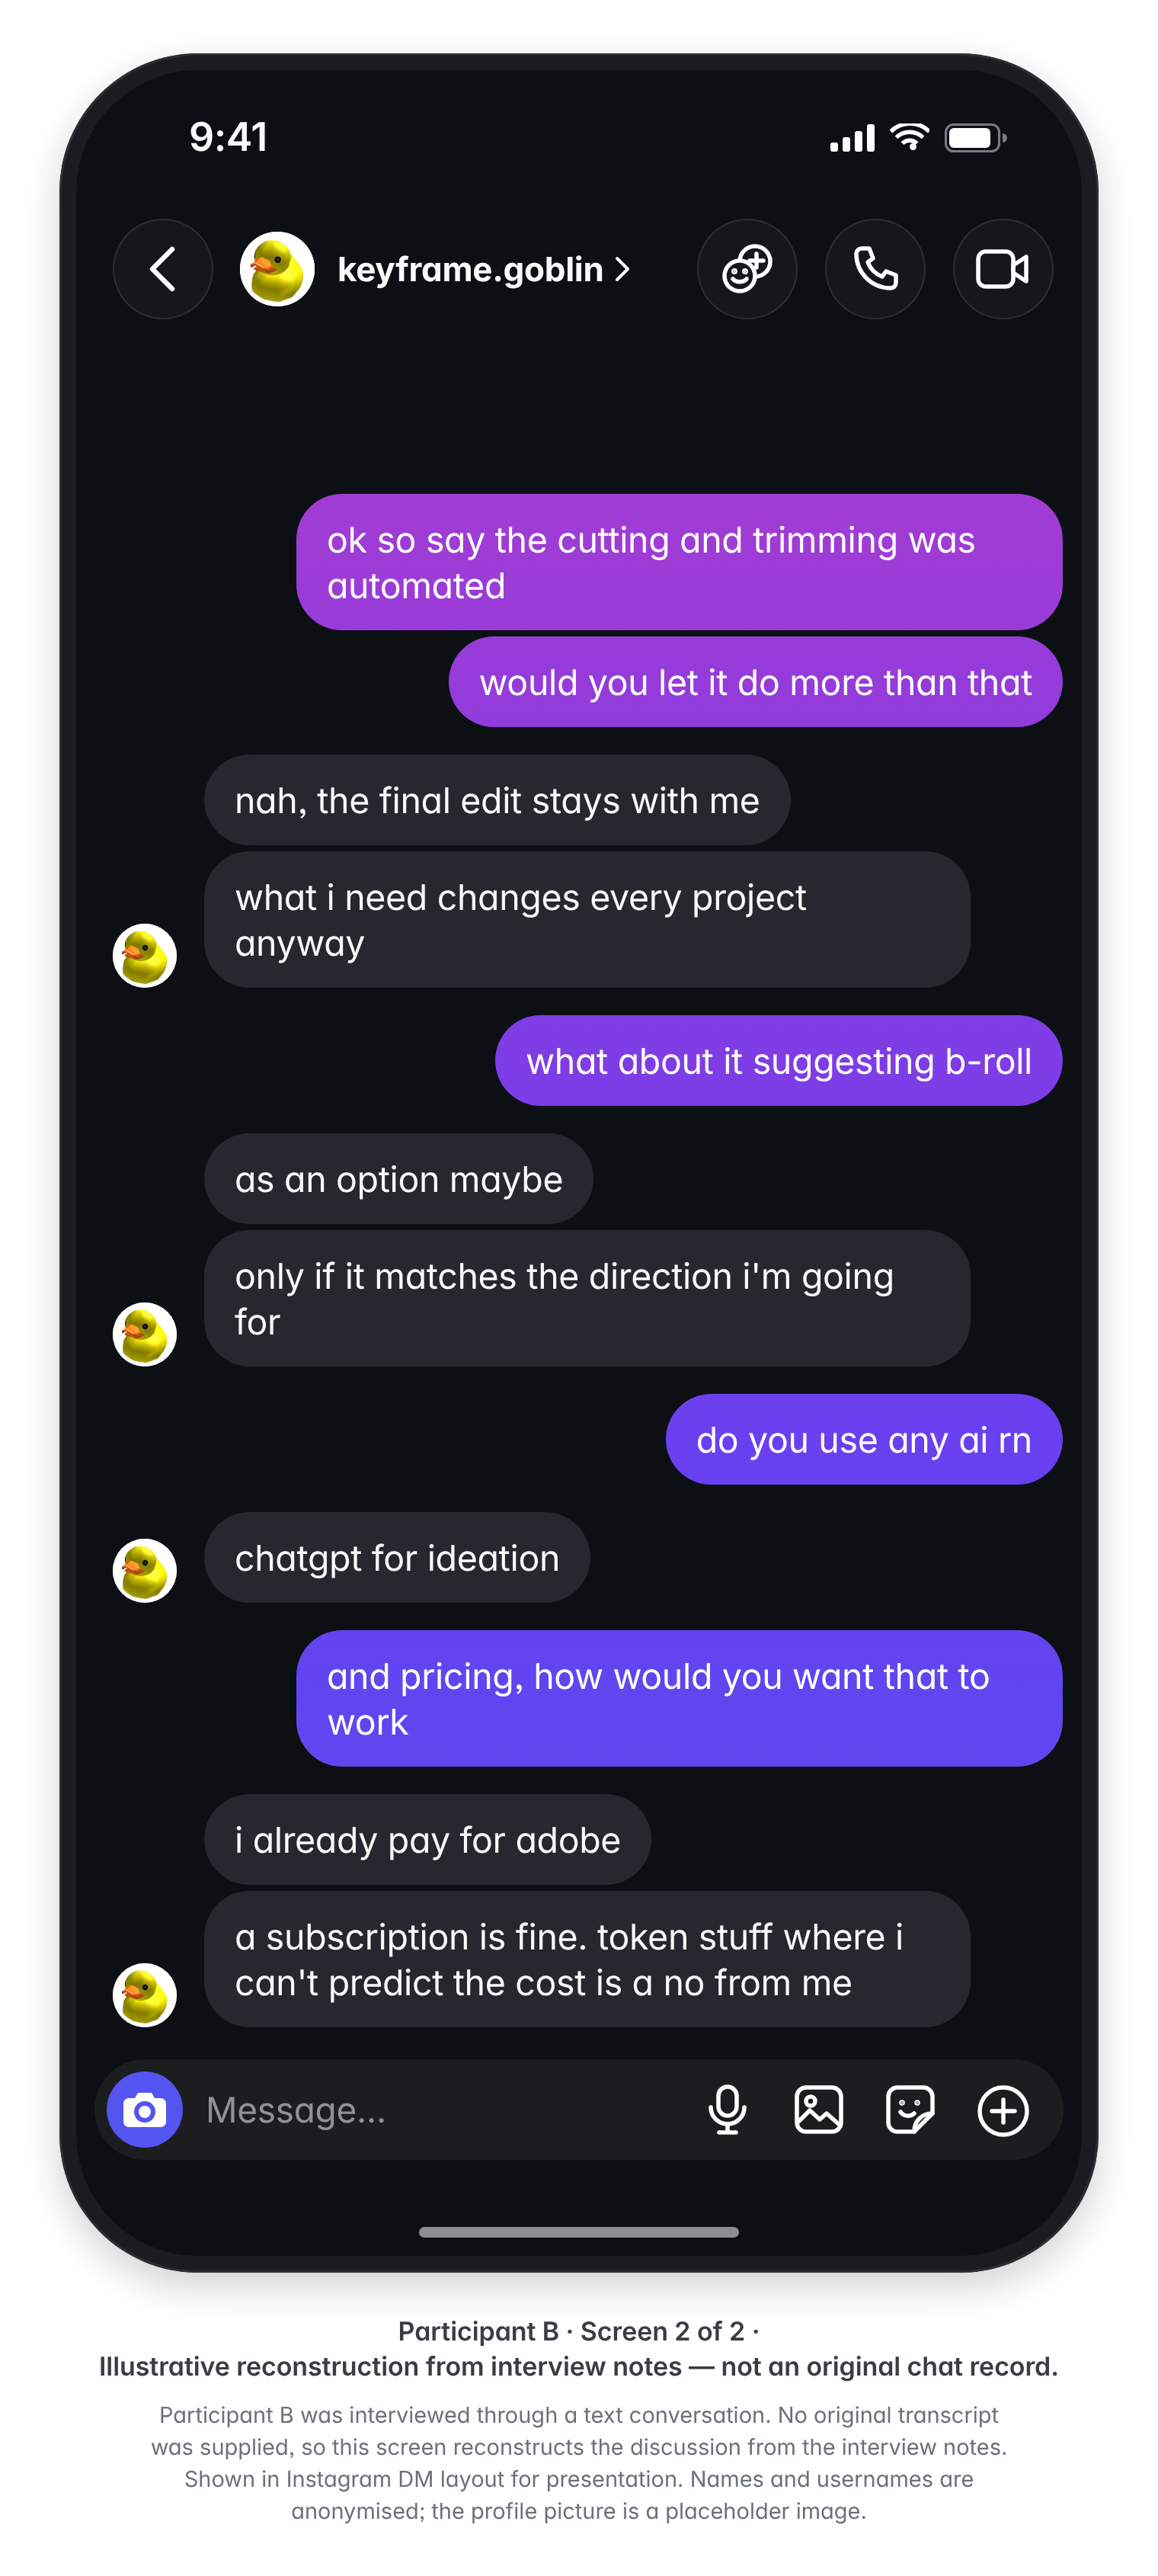 9:41
keyframe.goblin
ok so say the cutting and trimming was
automated
would you let it do more than that
nah, the final edit stays with me
what i need changes every project
anyway
what about it suggesting b-roll
as an option maybe
only if it matches the direction i'm going
for
do you use any ai rn
chatgpt for ideation
and pricing, how would you want that to
work
i already pay for adobe
a subscription is fine. token stuff where i
can't predict the cost is a no from me
Message...
Participant B · Screen 2 of 2 ·
Illustrative reconstruction from interview notes — not an original chat record.
Participant B was interviewed through a text conversation. No original transcript
was supplied, so this screen reconstructs the discussion from the interview notes.
Shown in Instagram DM layout for presentation. Names and usernames are
anonymised; the profile picture is a placeholder image.